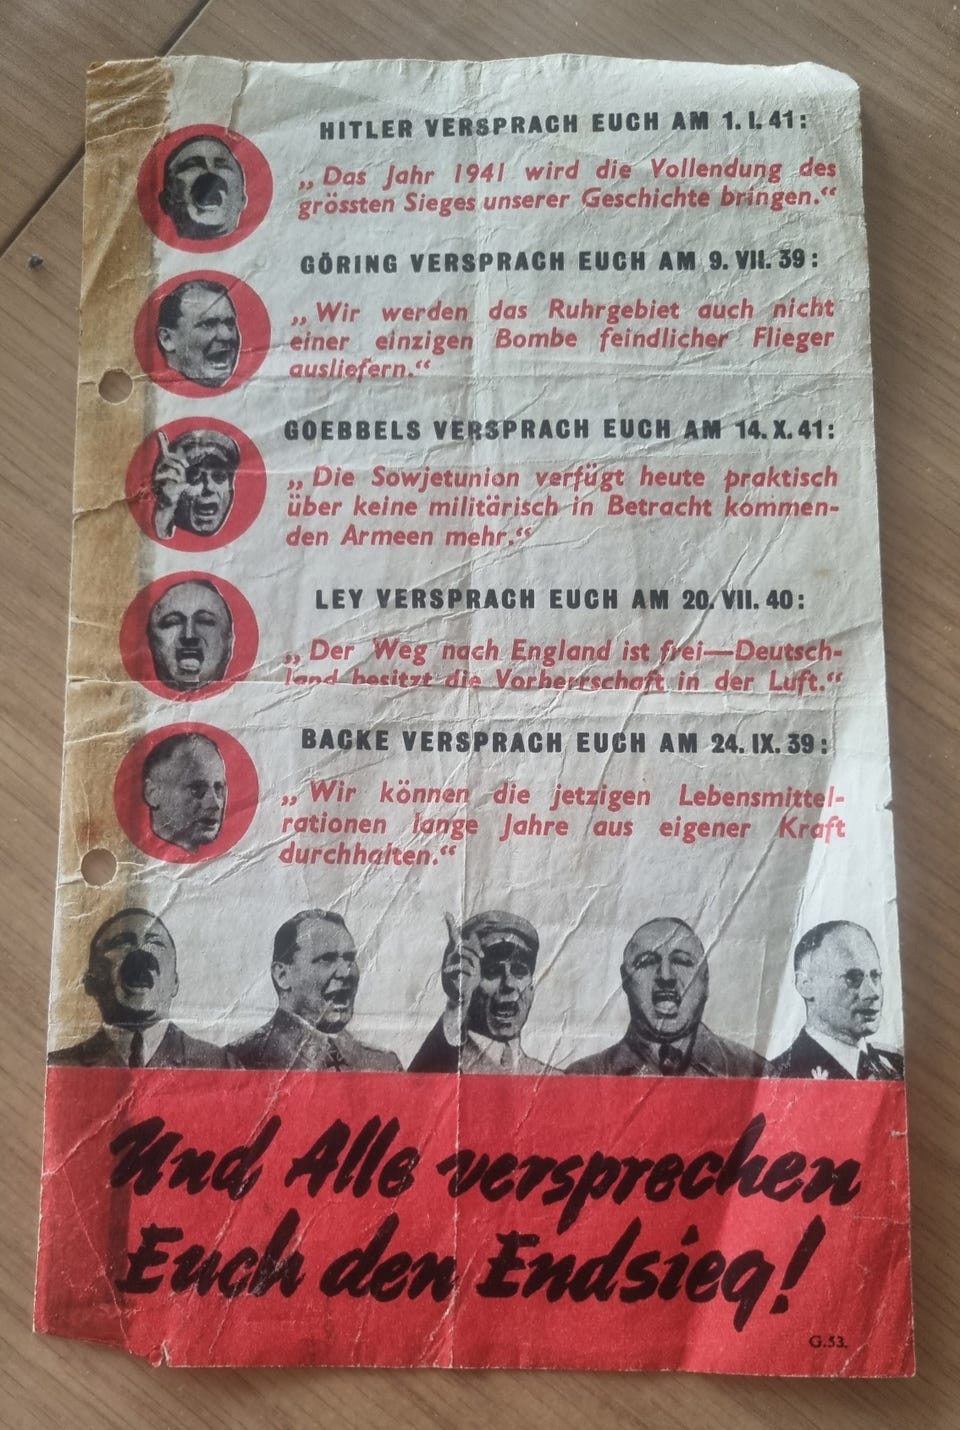 HITLER VERSPRACH EUCH AM 1. I. 41:
„Das Jahr 1941 wird die Vollendung des
grössten Sieges unserer Geschichte bringen.“
GÖRING VERSPRACH EUCH AM 9. VII. 39:
„Wir werden das Ruhrgebiet auch nicht
einer einzigen Bombe feindlicher Flieger
ausliefern.“
GOEBBELS VERSPRACH EUCH AM 14. X. 41:
„Die Sowjetunion verfügt heute praktisch
über keine militärisch in Betracht kommen-
den Armeen mehr.“
LEY VERSPRACH EUCH AM 20. VII. 40:
„Der Weg nach England ist frei—Deutsch-
land besitzt die Vorherrschaft in der Luft.“
BACKE VERSPRACH EUCH AM 24. IX. 39:
„Wir können die jetzigen Lebensmittel-
rationen lange Jahre aus eigener Kraft
durchhalten.“
Und Alle versprechen
Euch den Endsieg!
G.53.